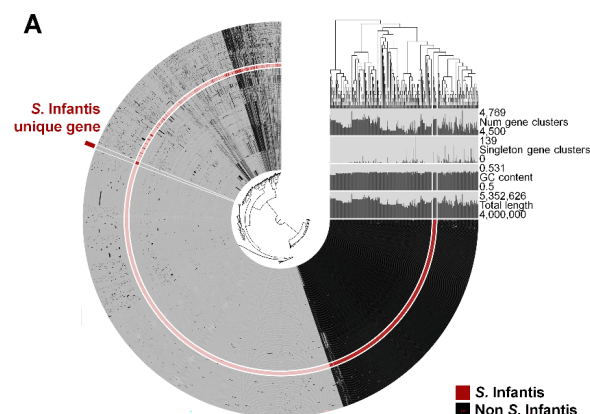 A
S. Infantis
unique gene
4,769
Num gene clusters
4,500
139
Singleton gene clusters
0
0.531
GC content
0.5
5,352,626
Total length
4,000,000
S. Infantis
Non S. Infantis